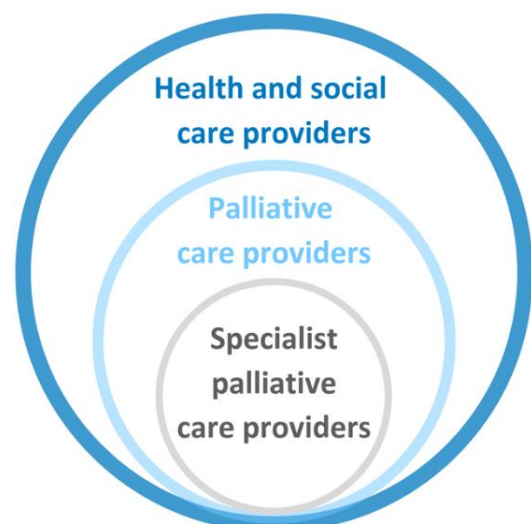 Health and social
care providers
Palliative
care providers
Specialist
palliative
care providers